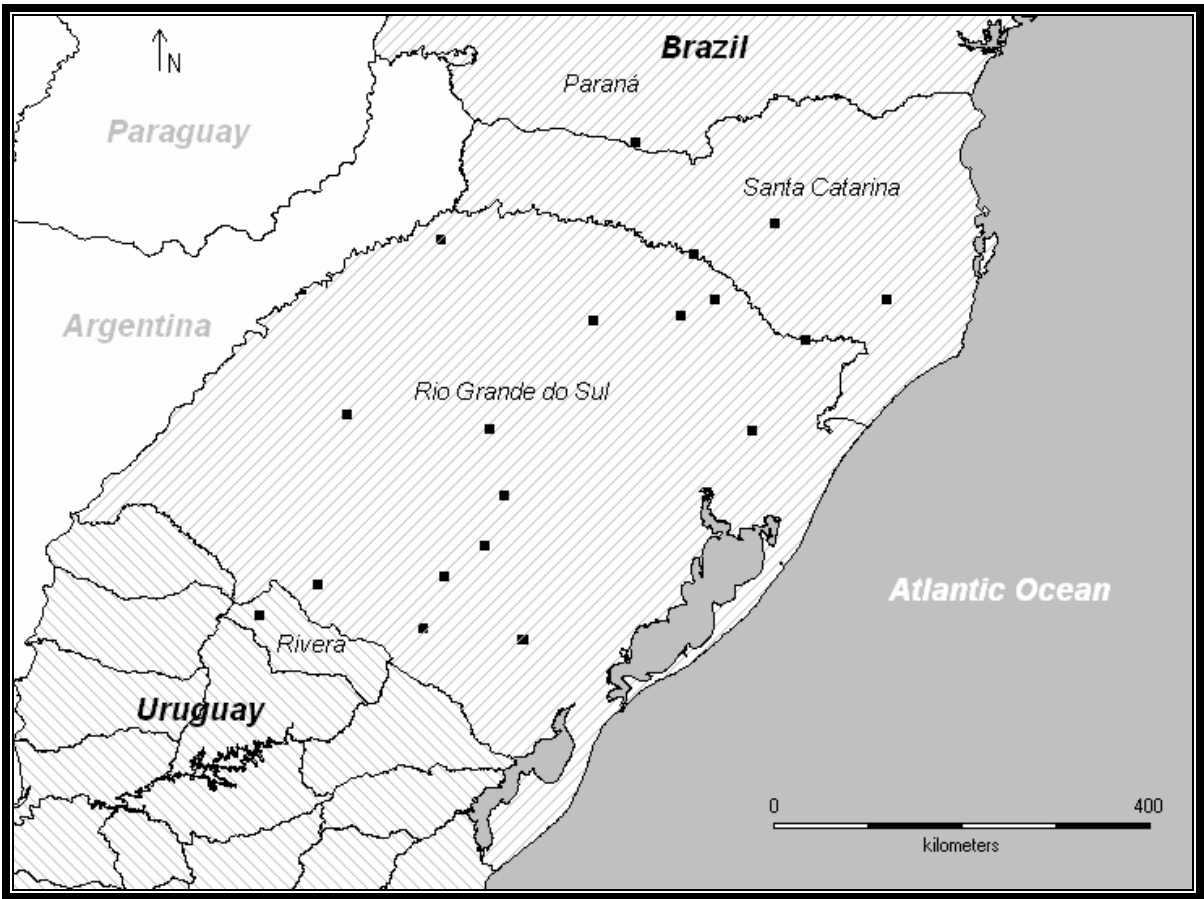 Brazil
N
Paraná
Paraguay
Santa Catarina
Argentina
Rio Grande do Sul
Atlantic Ocean
Rivera
Uruguay
0 400
kilometers